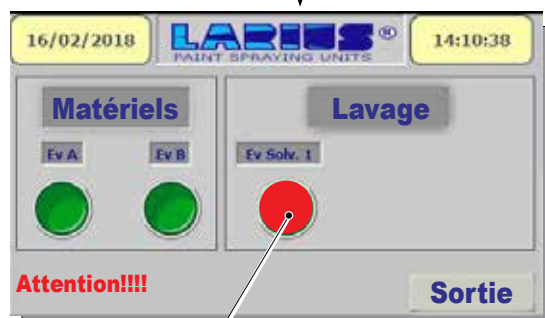 16/02/2018
LARIUS®
14:10:38
PAINT SPRAYING UNITS
Matériels
Lavage
Ev A
Ev B
Ev Solv. 1
Attention!!!!
Sortie